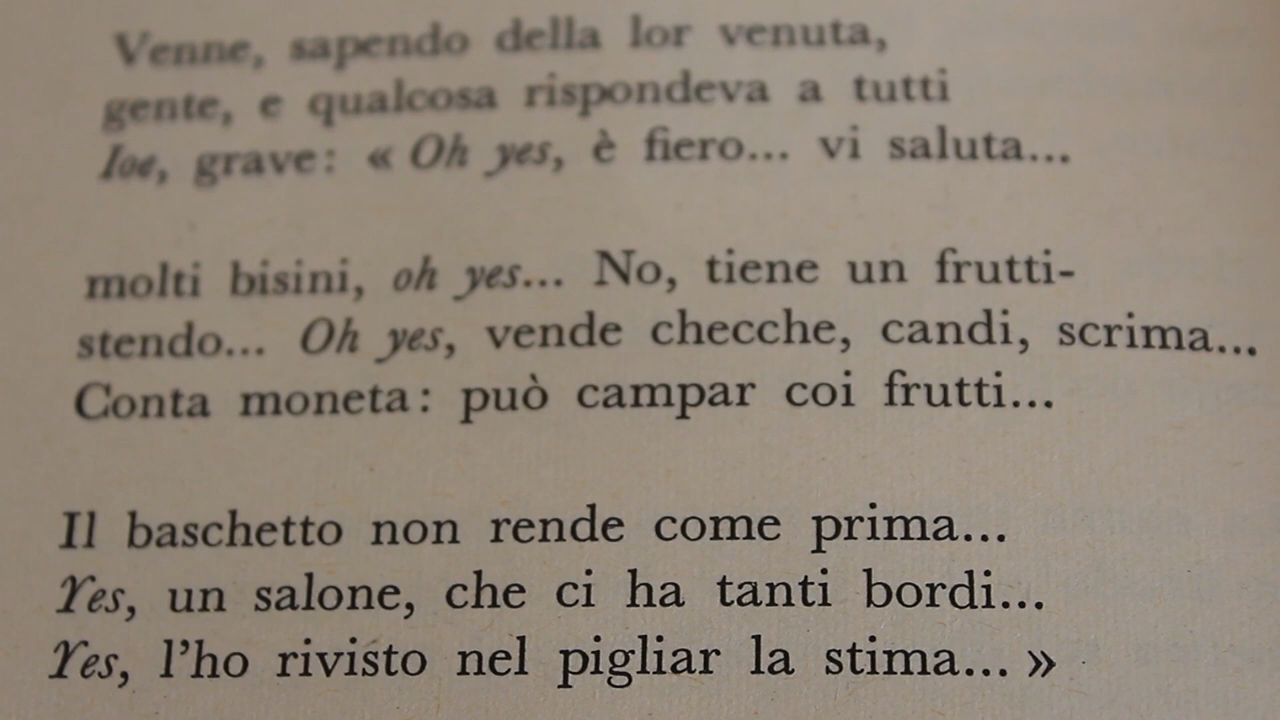 Venne, sapendo della lor venuta,
gente, e qualcosa rispondeva a tutti
Ioe, grave: « Oh yes, è fiero... vi saluta...
molti bisini, oh yes... No, tiene un frutti-
stendo... Oh yes, vende checche, candi, scrima...
Conta moneta: può campar coi frutti...
Il baschetto non rende come prima...
Yes, un salone, che ci ha tanti bordi...
Yes, l'ho rivisto nel pigliar la stima... »